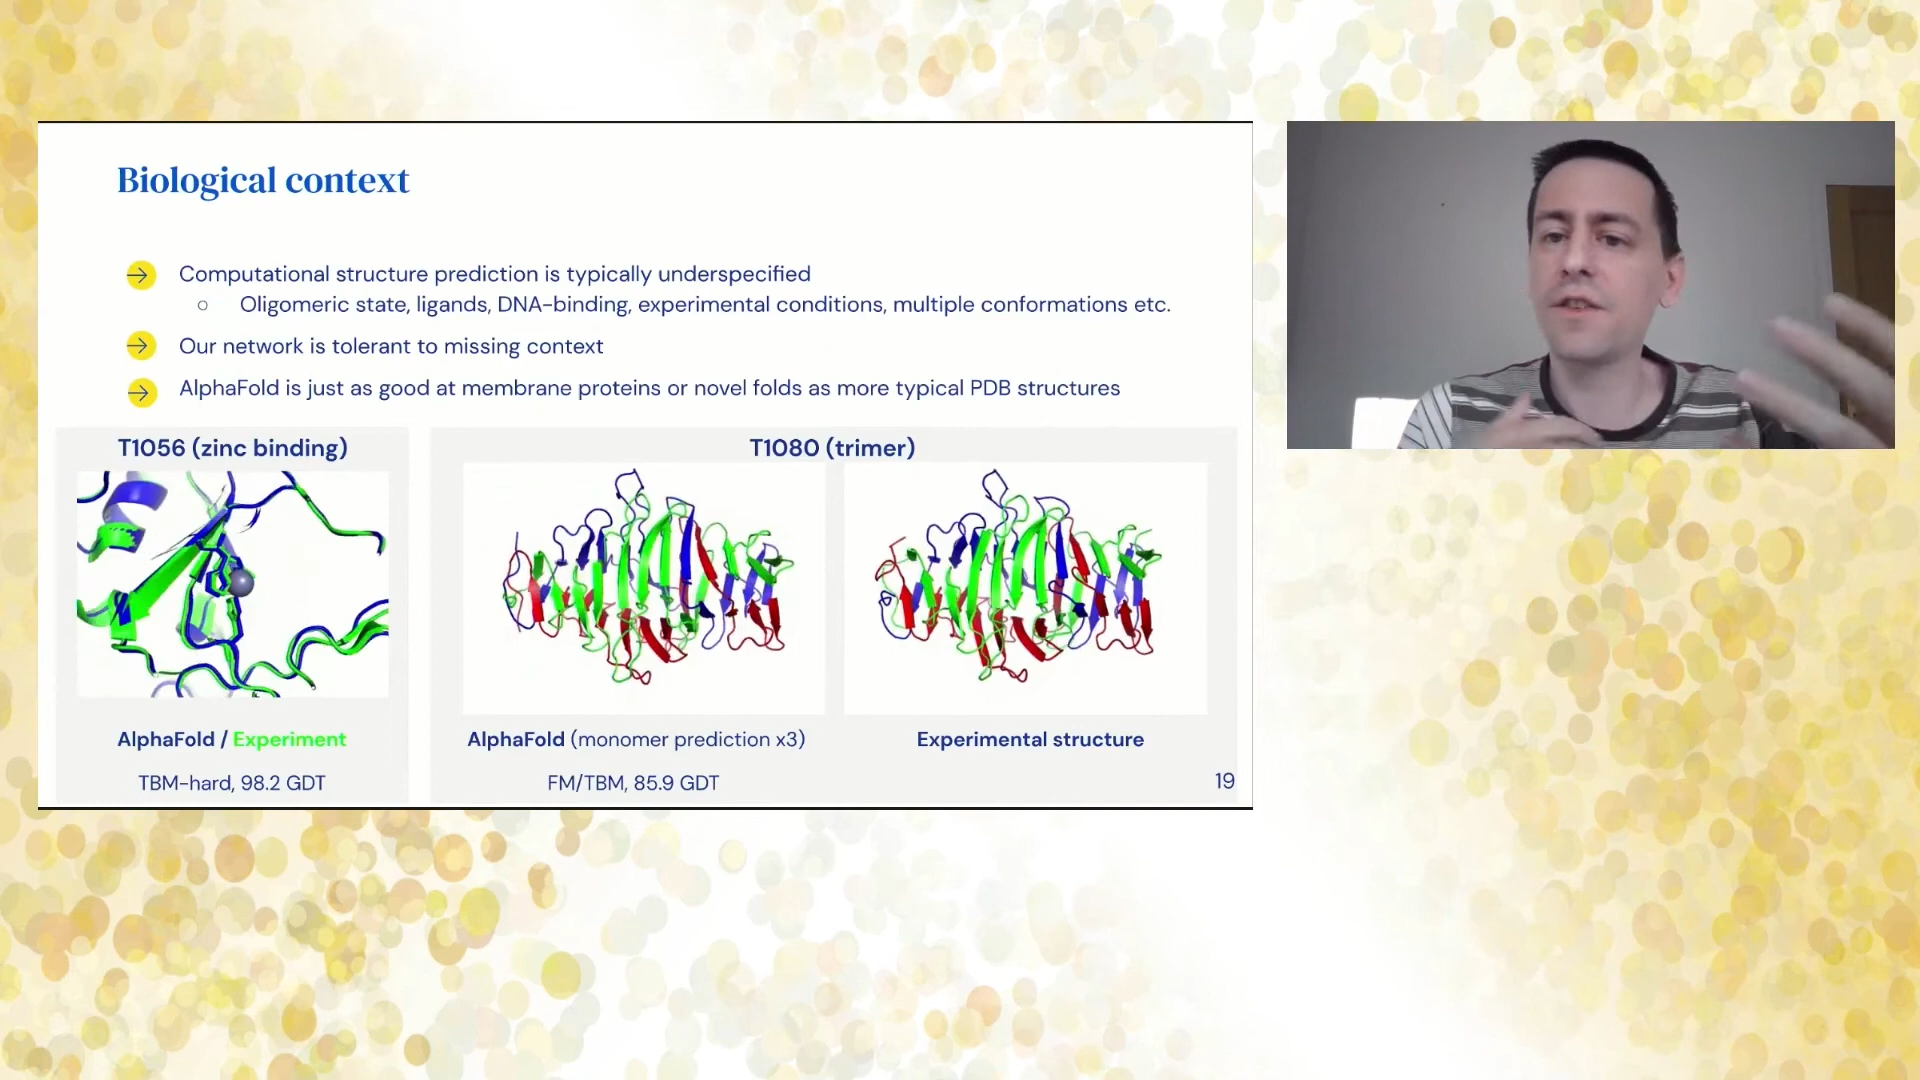 Biological context
Computational structure prediction is typically underspecified
Oligomeric state, ligands, DNA-binding, experimental conditions, multiple conformations etc.
Our network is tolerant to missing context
AlphaFold is just as good at membrane proteins or novel folds as more typical PDB structures
T1056 (zinc binding)
T1080 (trimer)
AlphaFold / Experiment
AlphaFold (monomer prediction x3)
Experimental structure
TBM-hard, 98.2 GDT
FM/TBM, 85.9 GDT
19